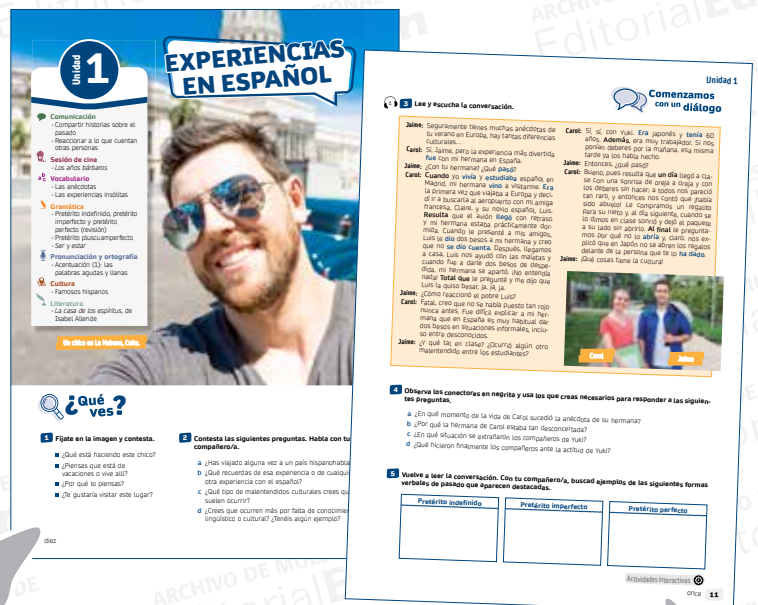 Unidad
1
EXPERIENCIAS
EN ESPAÑOL
Comunicación
- Compartir historias sobre el
pasado
- Reaccionar a lo que cuentan
otras personas
Sesión de cine
- Los años bárbaros
Vocabulario
- Las anécdotas
- Las experiencias insólitas
Gramática
- Pretérito indefinido, pretérito
imperfecto y pretérito
perfecto (revisión)
- Pretérito pluscuamperfecto
- Ser y estar
Pronunciación y ortografía
- Acentuación (1): las
palabras agudas y llanas
Cultura
- Famosos hispanos
Literatura
- La casa de los espíritus, de
Isabel Allende
Un chico en La Habana, Cuba.
¿Qué
ves?
1 Fíjate en la imagen y contesta.
¿Qué está haciendo este chico?
¿Piensas que está de
vacaciones o vive allí?
¿Por qué lo piensas?
¿Te gustaría visitar este lugar?
2 Contesta las siguientes preguntas. Habla con tu
compañero/a.
a ¿Has viajado alguna vez a un país hispanohabla
b ¿Qué recuerdas de esa experiencia o de cualqui
otra experiencia con el español?
c ¿Qué tipo de malentendidos culturales crees qu
suelen ocurrir?
d ¿Crees que ocurren más por falta de conocimie
lingüístico o cultural? ¿Tenéis algún ejemplo?
diez
Unidad 1
Comenzamos
con un diálogo
1 3 Lee y escucha la conversación.
Jaime: Seguramente tienes muchas anécdotas de
tu verano en Europa, hay tantas diferencias
culturales...
Carol: Sí, Jaime, pero la experiencia más divertida
fue con mi hermana en España.
Jaime: ¿Con tu hermana? ¿Qué pasó?
Carol: Cuando yo vivía y estudiaba español en
Madrid, mi hermana vino a visitarme. Era
la primera vez que viajaba a Europa y deci-
dí ir a buscarla al aeropuerto con mi amiga
francesa, Claire, y su novio español, Luis.
Resulta que el avión llegó con retraso
y mi hermana estaba prácticamente dor-
mida. Cuando le presenté a mis amigos,
Luis le dio dos besos a mi hermana y creo
que no se dio cuenta. Después, llegamos
a casa. Luis nos ayudó con las maletas y
cuando fue a darle dos besos de despe-
dida, mi hermana se apartó. ¡No entendía
nada! Total que le pregunté y me dijo que
Luis la quiso besar, ja, ja, ja.
Jaime: ¿Cómo reaccionó el pobre Luis?
Carol: Fatal, creo que no se había puesto tan rojo
nunca antes. Fue difícil explicar a mi her-
mana que en España es muy habitual dar
dos besos en situaciones informales, inclu-
so entre desconocidos.
Jaime: ¿Y qué tal en clase? ¿Ocurrió algún otro
malentendido entre los estudiantes?
Carol: Sí, sí, con Yuki. Era japonés y tenía 60
años. Además, era muy trabajador. Si nos
ponían deberes por la mañana, esa misma
tarde ya los había hecho.
Jaime: Entonces, ¿qué pasó?
Carol: Bueno, pues resulta que un día llegó a cla-
se con una sonrisa de oreja a oreja y con
los deberes sin hacer; a todos nos pareció
tan raro, y entonces nos contó que había
sido abuelo! Le compramos un regalito
para su nieto y, al día siguiente, cuando se
lo dimos en clase sonrió y dejó el paquete
a su lado sin abrirlo. Al final le pregunta-
mos por qué no lo abría y, claro, nos ex-
plicó que en Japón no se abren los regalos
delante de la persona que te lo ha dado.
Jaime: ¡Qué cosas tiene la cultura!
Carol
Jaime
4 Observa los conectores en negrita y usa los que creas necesarios para responder a las siguien-
tes preguntas.
a ¿En qué momento de la vida de Carol sucedió la anécdota de su hermana?
b ¿Por qué la hermana de Carol estaba tan desconcertada?
c ¿En qué situación se extrañaron los compañeros de Yuki?
d ¿Qué hicieron finalmente los compañeros ante la actitud de Yuki?
5 Vuelve a leer la conversación. Con tu compañero/a, buscad ejemplos de las siguientes formas
verbales de pasado que aparecen destacadas.
Pretérito indefinido
Pretérito imperfecto
Pretérito perfecto
Actividades interactivas
once 11